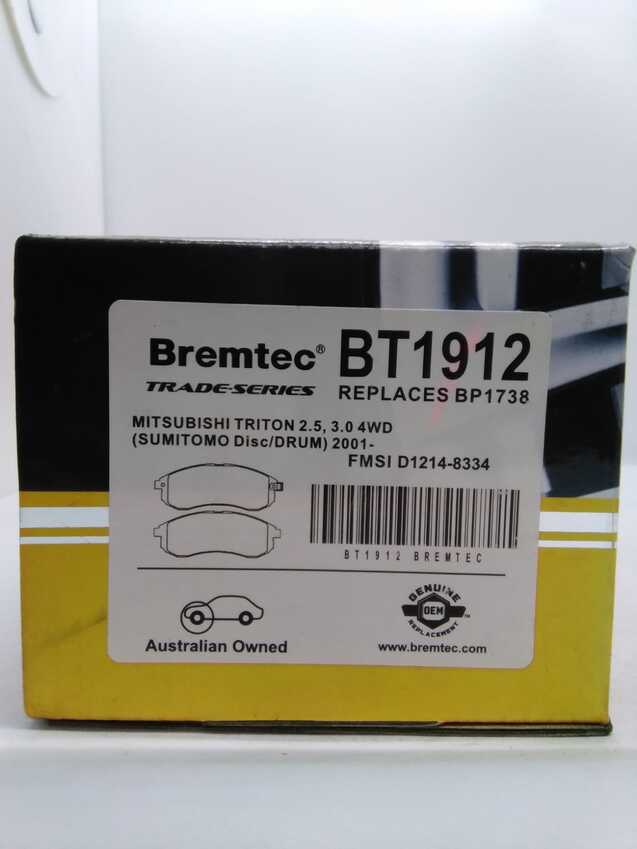 Bremtec® BT1912
TRADE-SERIES REPLACES BP1738
MITSUBISHI TRITON 2.5, 3.0 4WD
(SUMITOMO Disc/DRUM) 2001-
FMSI D1214-8334
BT1912 BREMTEC
GENUINE
OEM
REPLACEMENT™
Australian Owned
www.bremtec.com